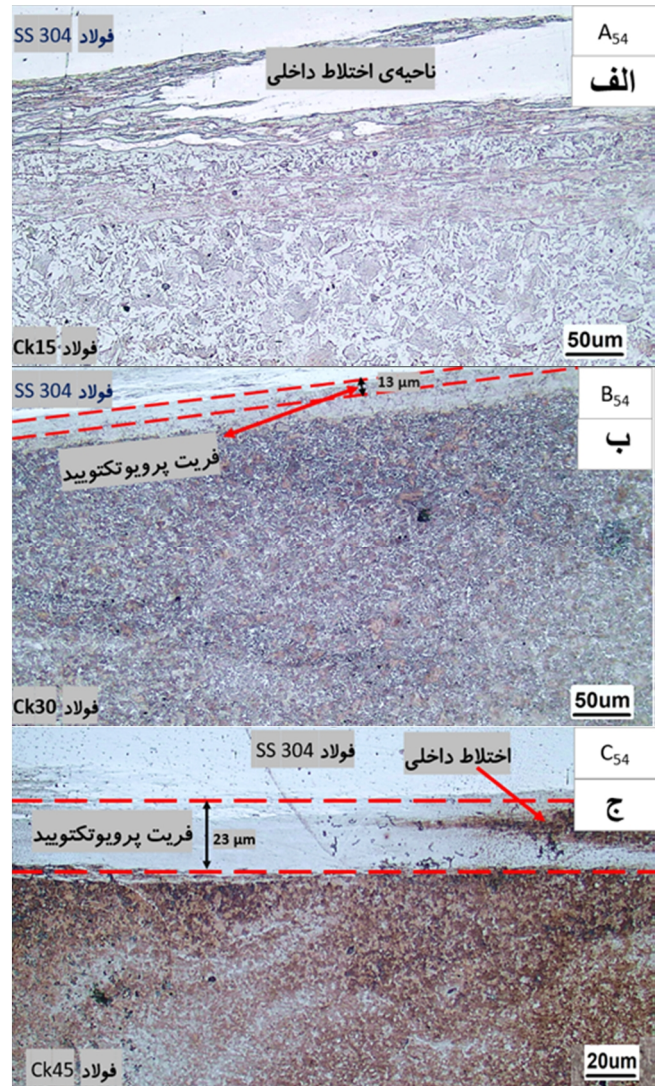 فولاد SS 304
A54
الف
ناحیه‌ی اختلاط داخلی
فولاد Ck15
50um
فولاد SS 304
13 µm
B54
ب
فریت پرویوتکتویید
فولاد Ck30
50um
فولاد SS 304
اختلاط داخلی
C54
ج
فریت پرویوتکتویید
23 µm
فولاد Ck45
20um